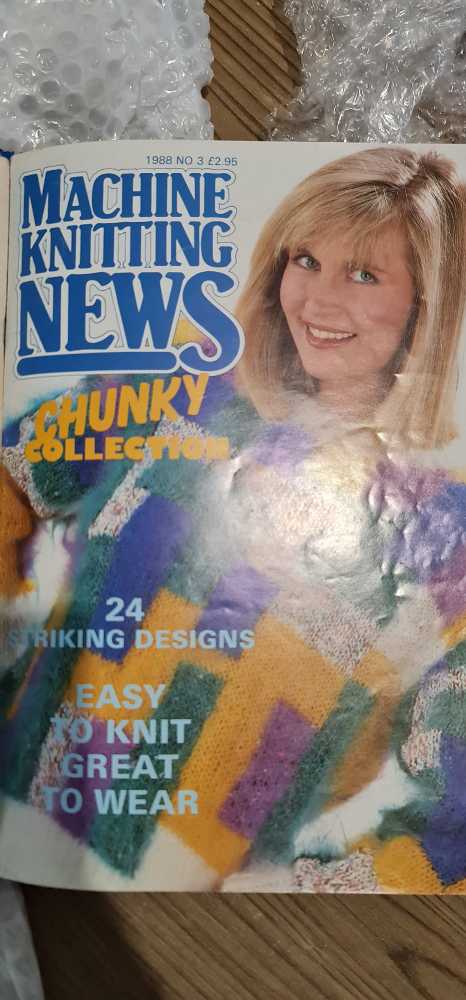 1988 NO 3 £2.95
MACHINE
KNITTING
NEWS
CHUNKY
COLLECTION
24
STRIKING DESIGNS
EASY
TO KNIT
GREAT
TO WEAR